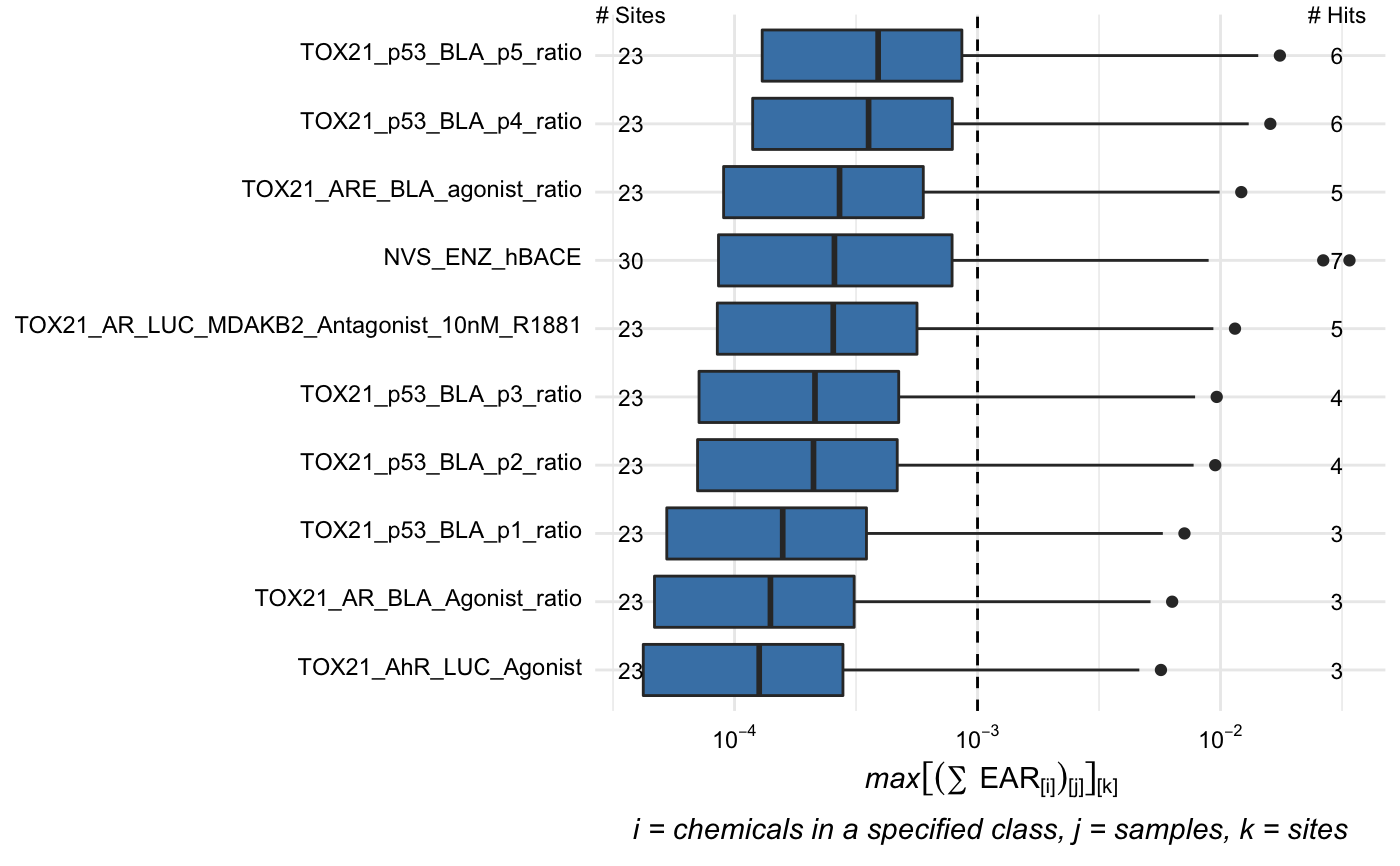 # Sites # Hits
TOX21_p53_BLA_p5_ratio 23 6
TOX21_p53_BLA_p4_ratio 23 6
TOX21_ARE_BLA_agonist_ratio 23 5
NVS_ENZ_hBACE 30 7
TOX21_AR_LUC_MDAKB2_Antagonist_10nM_R1881 23 5
TOX21_p53_BLA_p3_ratio 23 4
TOX21_p53_BLA_p2_ratio 23 4
TOX21_p53_BLA_p1_ratio 23 3
TOX21_AR_BLA_Agonist_ratio 23 3
TOX21_AhR_LUC_Agonist 23 3
10⁻⁴ 10⁻³ 10⁻²
max[(∑ EAR[i])[j]][k]
i = chemicals in a specified class, j = samples, k = sites